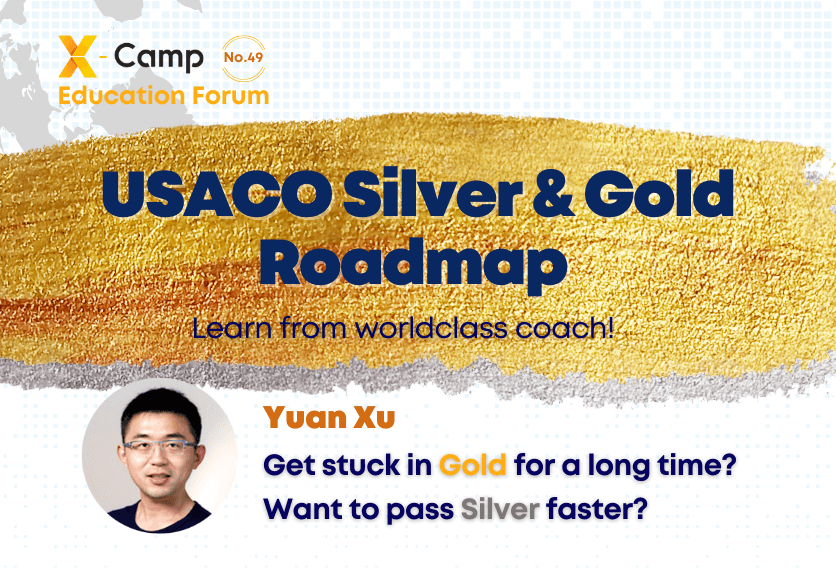 X-Camp No.49
Education Forum
USACO Silver & Gold
Roadmap
Learn from worldclass coach!
Yuan Xu
Get stuck in Gold for a long time?
Want to pass Silver faster?